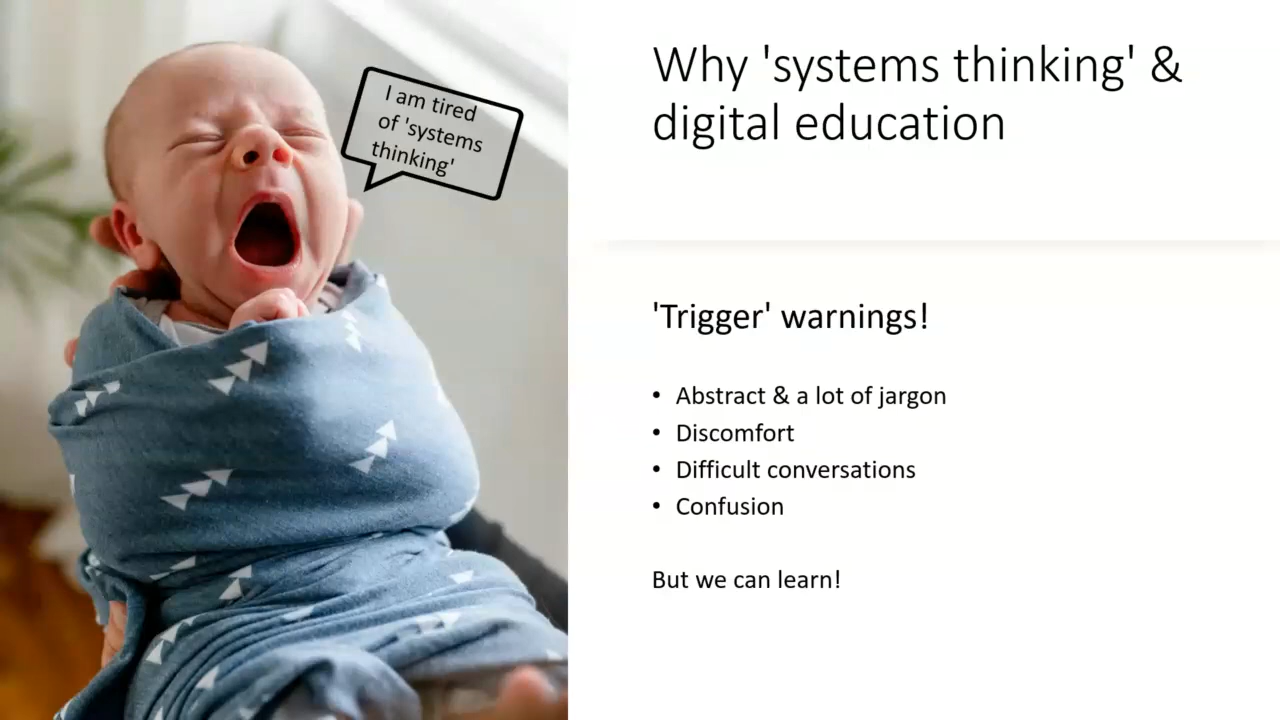 I am tired
of 'systems
thinking'
Why 'systems thinking' &
digital education
'Trigger' warnings!
• Abstract & a lot of jargon
• Discomfort
• Difficult conversations
• Confusion
But we can learn!